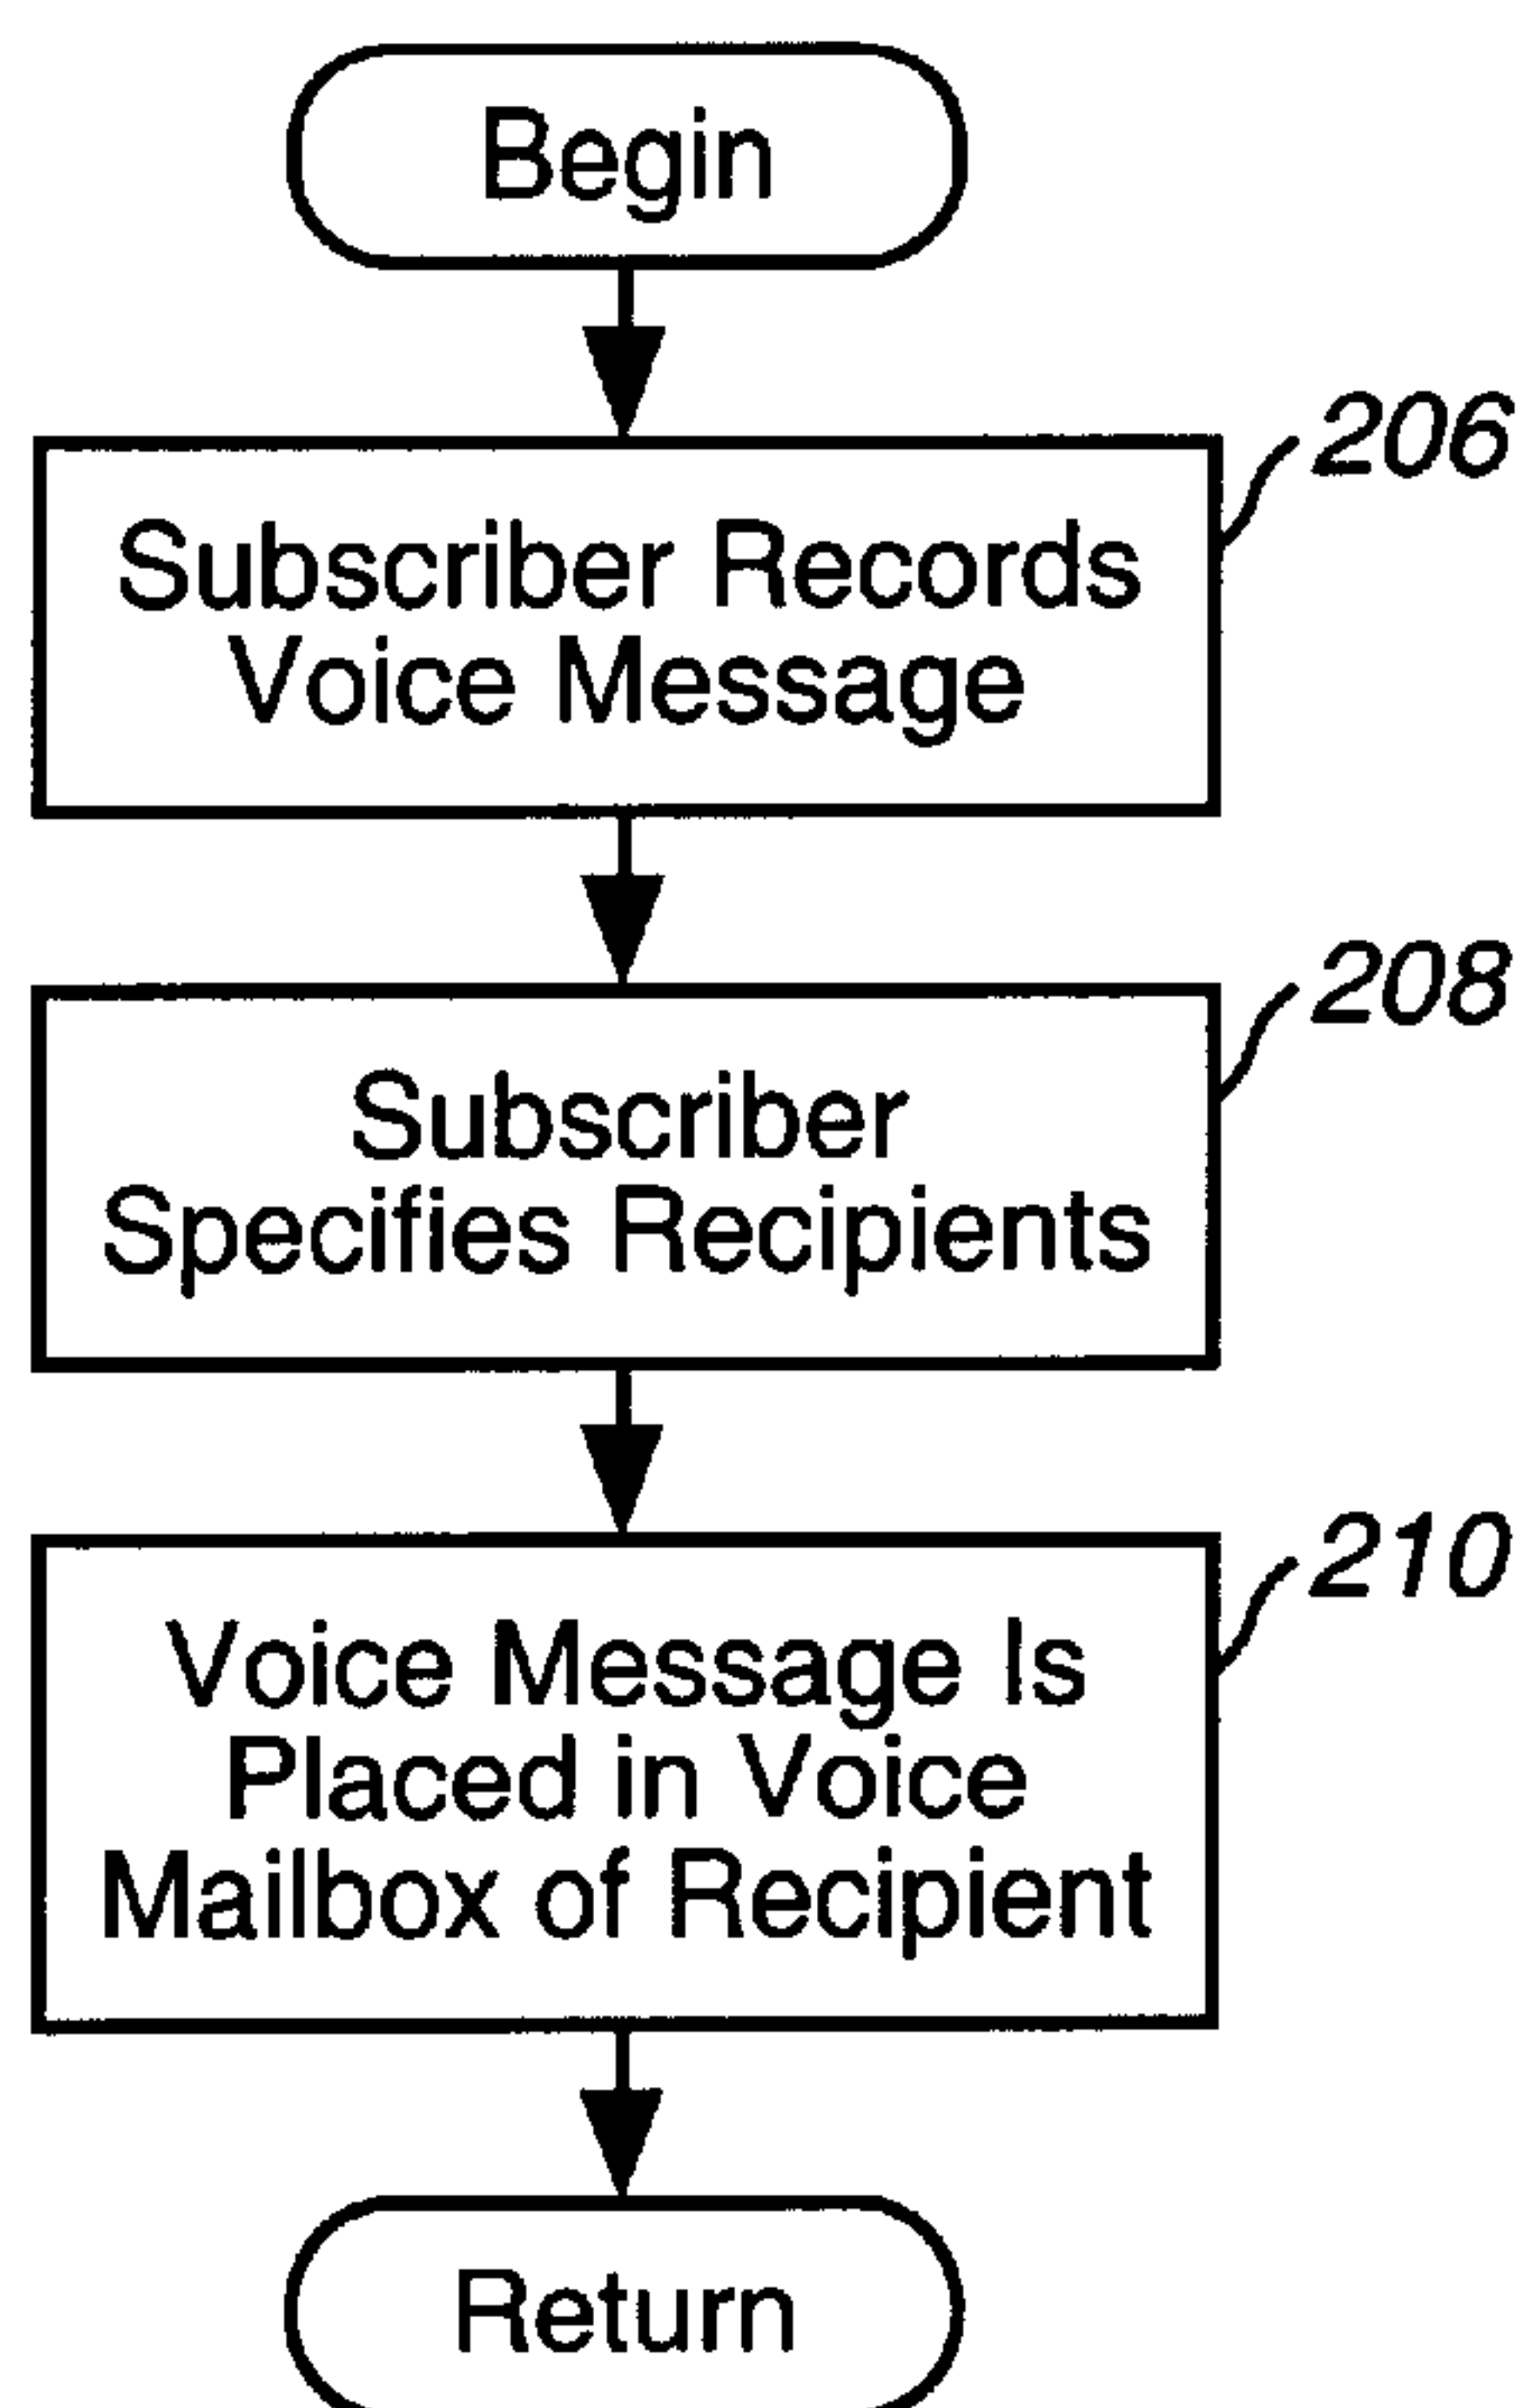 Begin
206
Subscriber Records
Voice Message
208
Subscriber
Specifies Recipients
210
Voice Message Is
Placed in Voice
Mailbox of Recipient
Return